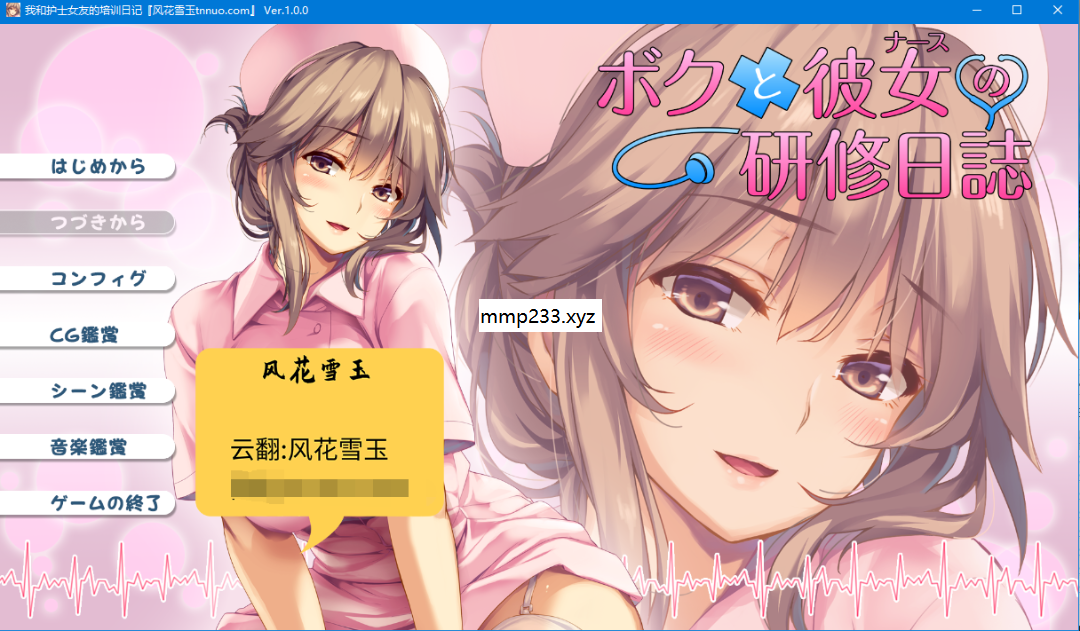 我和护士女友的培训日记『风花雪玉tnnuo.com』 Ver.1.0.0
ナース
ボクと彼女の
研修日誌
はじめから
つづきから
コンフィグ
CG鑑賞
シーン鑑賞
音楽鑑賞
ゲームの終了
mmp233.xyz
风花雪玉
云翻:风花雪玉